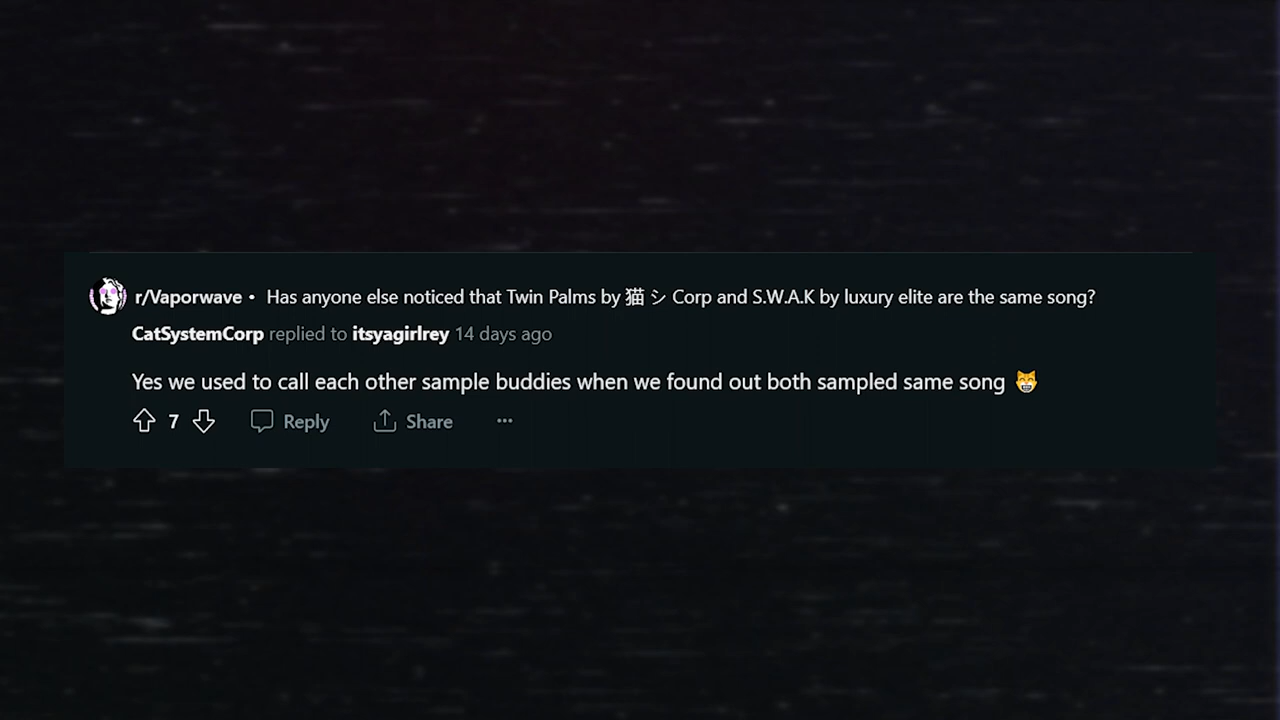 r/Vaporwave • Has anyone else noticed that Twin Palms by 猫 シ Corp and S.W.A.K by luxury elite are the same song?
CatSystemCorp replied to itsyagirlrey 14 days ago
Yes we used to call each other sample buddies when we found out both sampled same song 😸
7 Reply Share ...